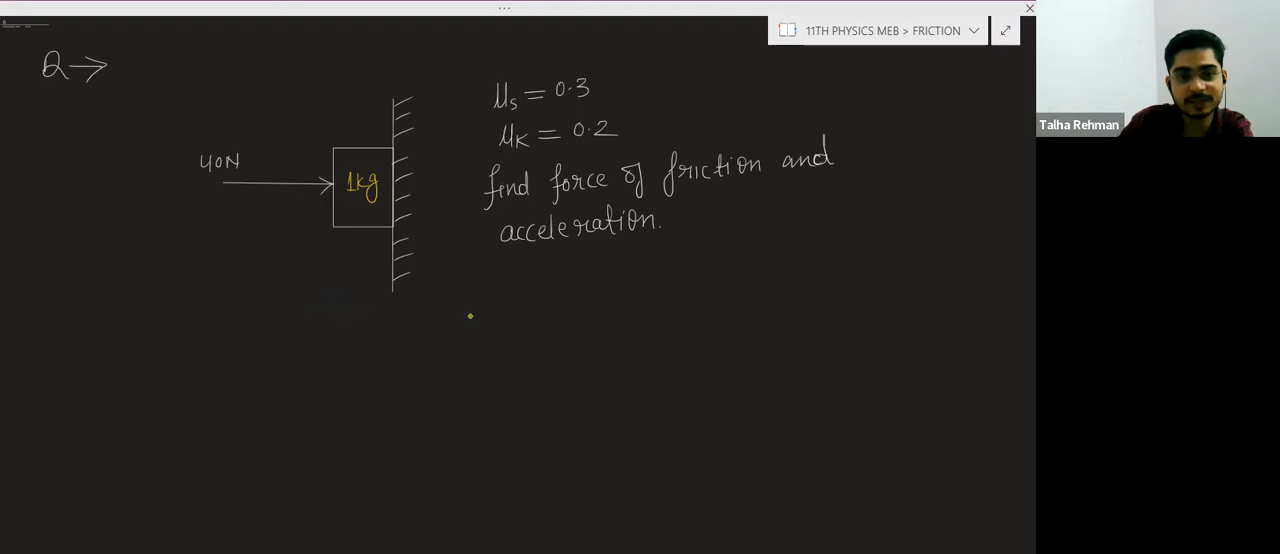 11TH PHYSICS MEB > FRICTION
Q →
μs = 0.3
μK = 0.2
find force of friction and
acceleration.
40N
1kg
Talha Rehman